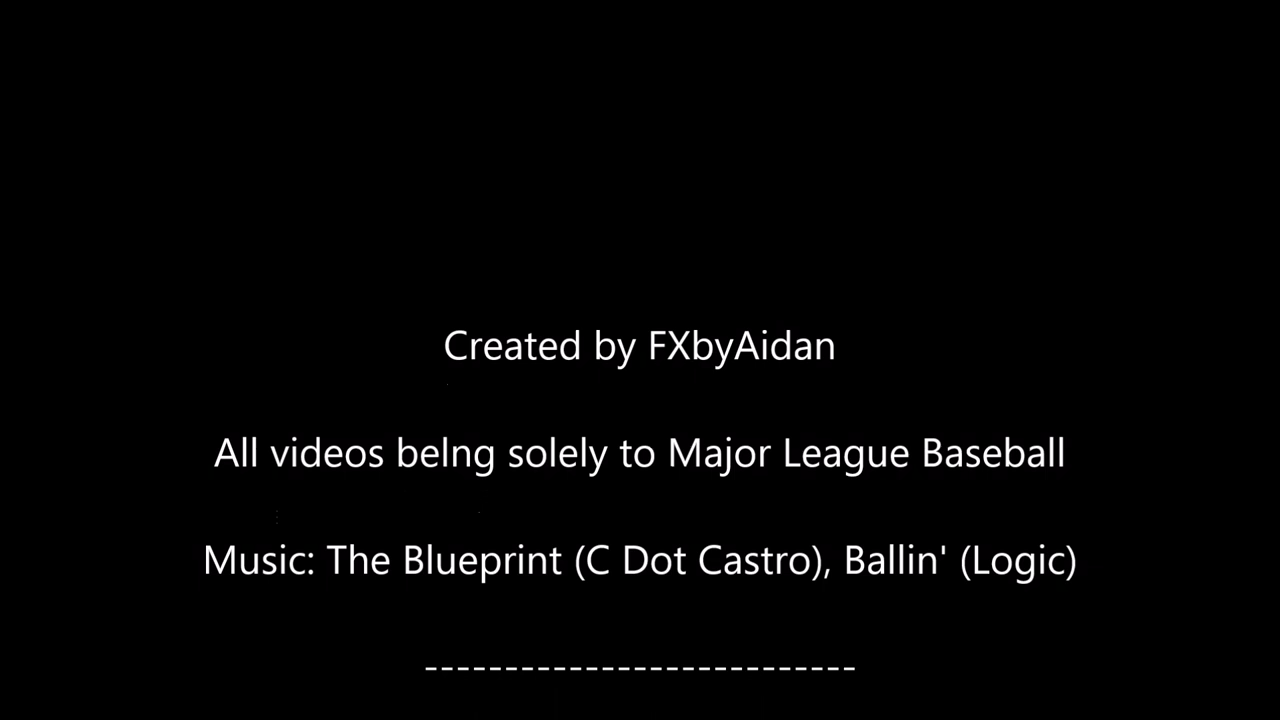 Created by FXbyAidan
All videos belng solely to Major League Baseball
Music: The Blueprint (C Dot Castro), Ballin' (Logic)
---------------------------